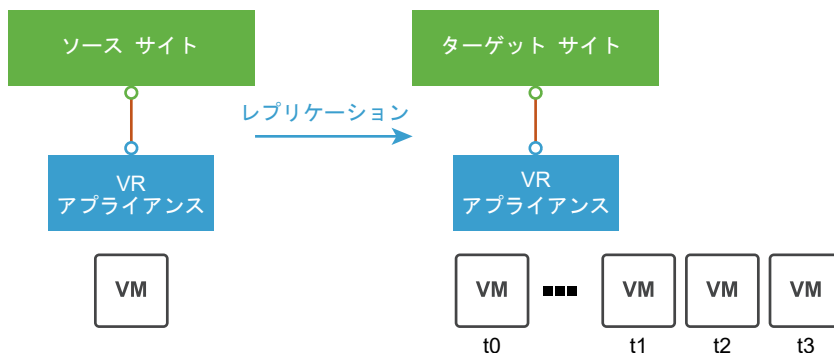 ソース サイト
ターゲット サイト
レプリケーション
VR
アプライアンス
VR
アプライアンス
VM
VM
VM
VM
VM
t0
t1
t2
t3